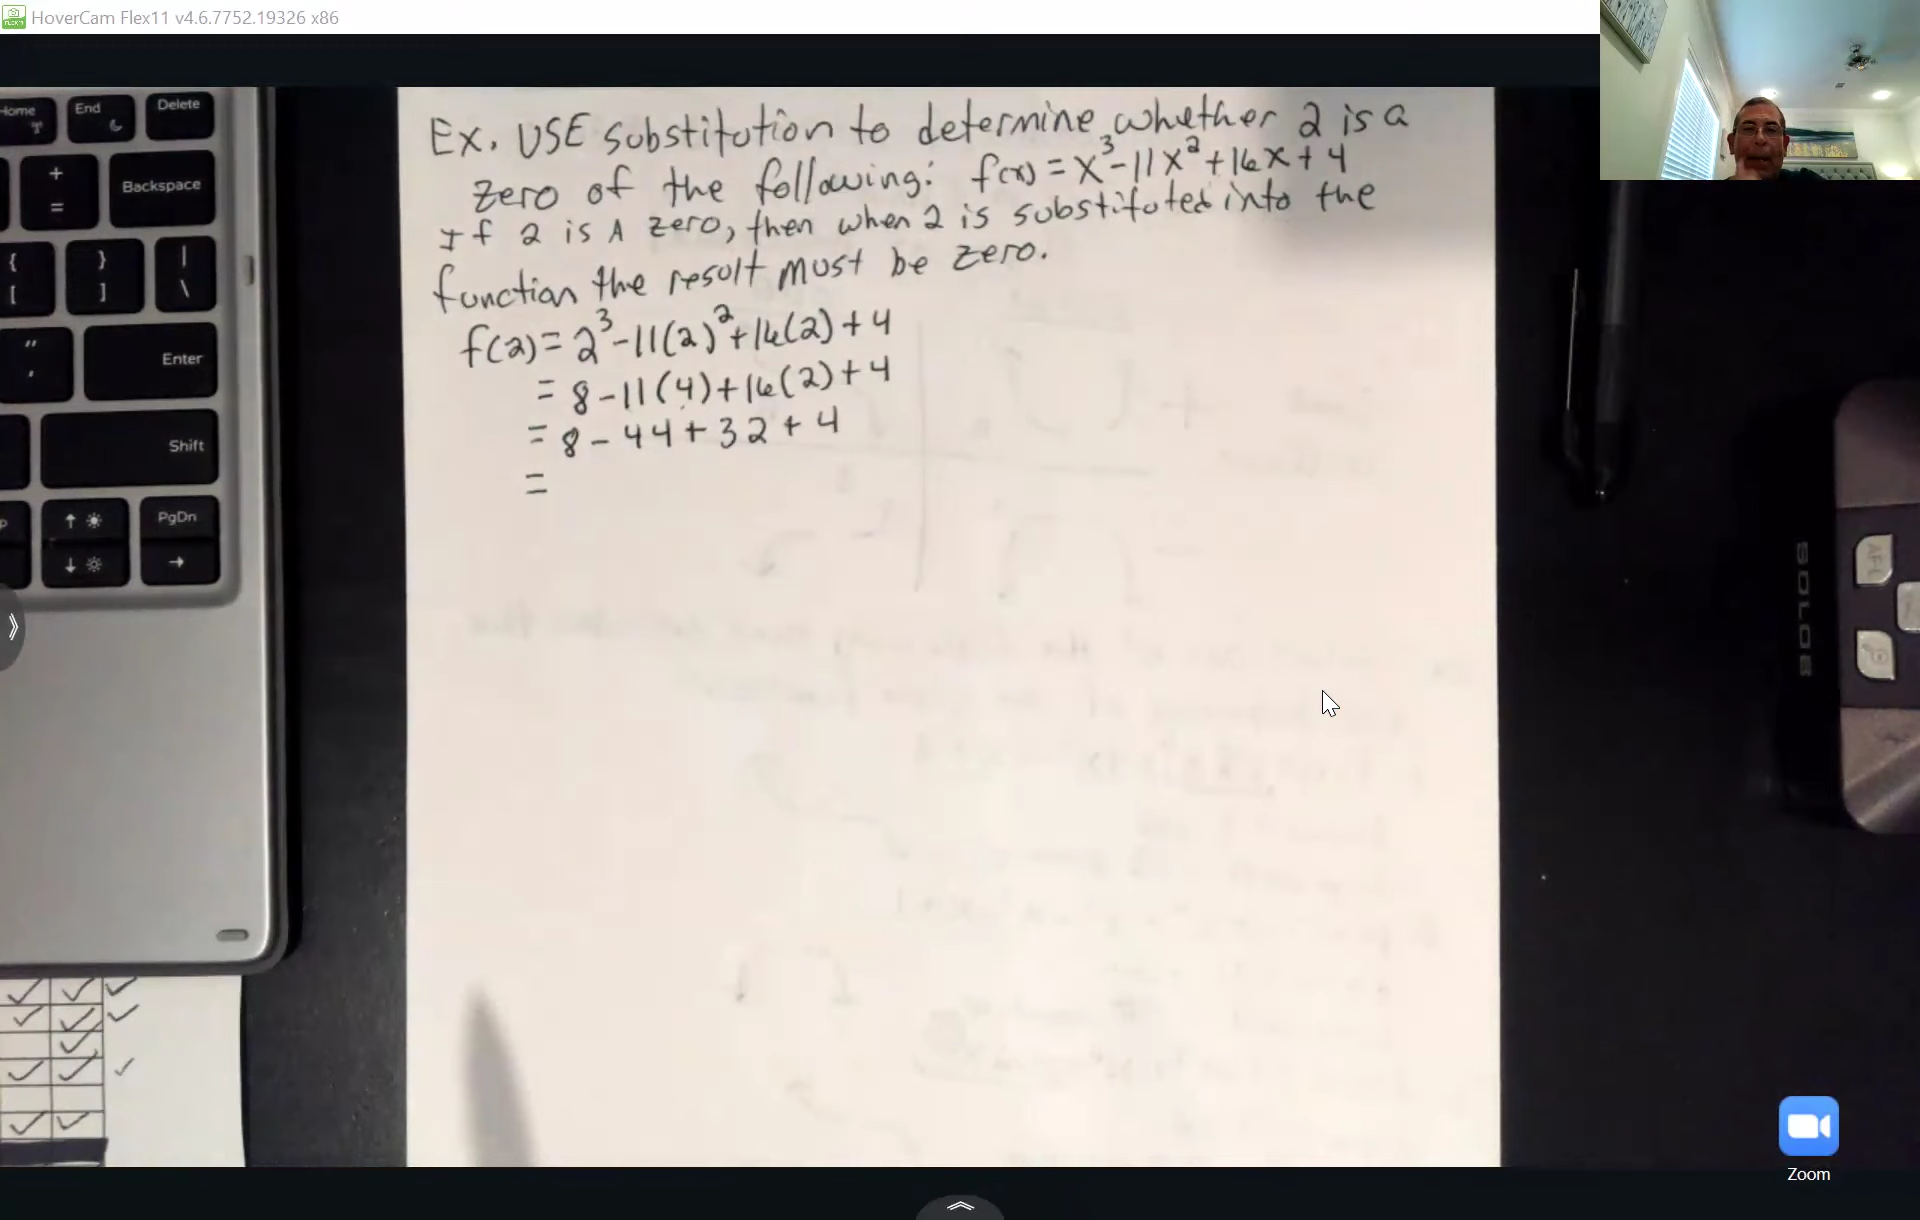 HoverCam Flex11 v4.6.7752.19326 x86
Home
End
Delete
+
=
Backspace
{
[
}
]
|
\
"
,
Enter
Shift
PgDn
Ex. USE substitution to determine whether 2 is a
zero of the following: f(x) = x³ - 11x² + 16x + 4
If 2 is A zero, then when 2 is substituted into the
function the result must be zero.
f(2) = 2³ - 11(2)² + 16(2) + 4
= 8 - 11(4) + 16(2) + 4
= 8 - 44 + 32 + 4
=
SOLO8
Zoom